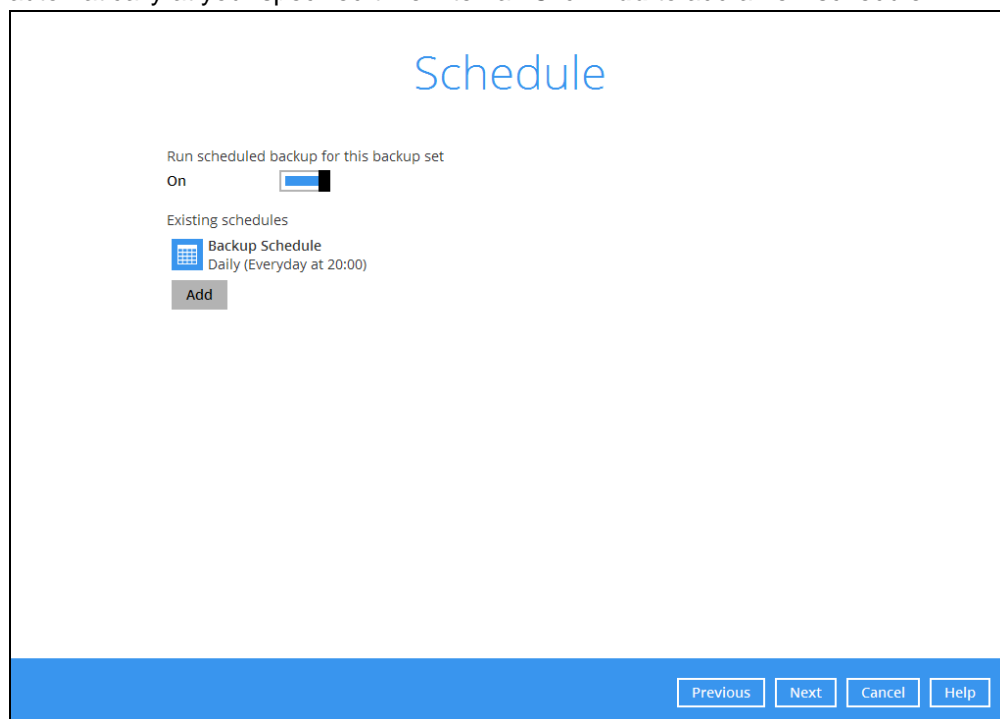 Schedule
Run scheduled backup for this backup set
On
Existing schedules
Backup Schedule
Daily (Everyday at 20:00)
Add
Previous Next Cancel Help